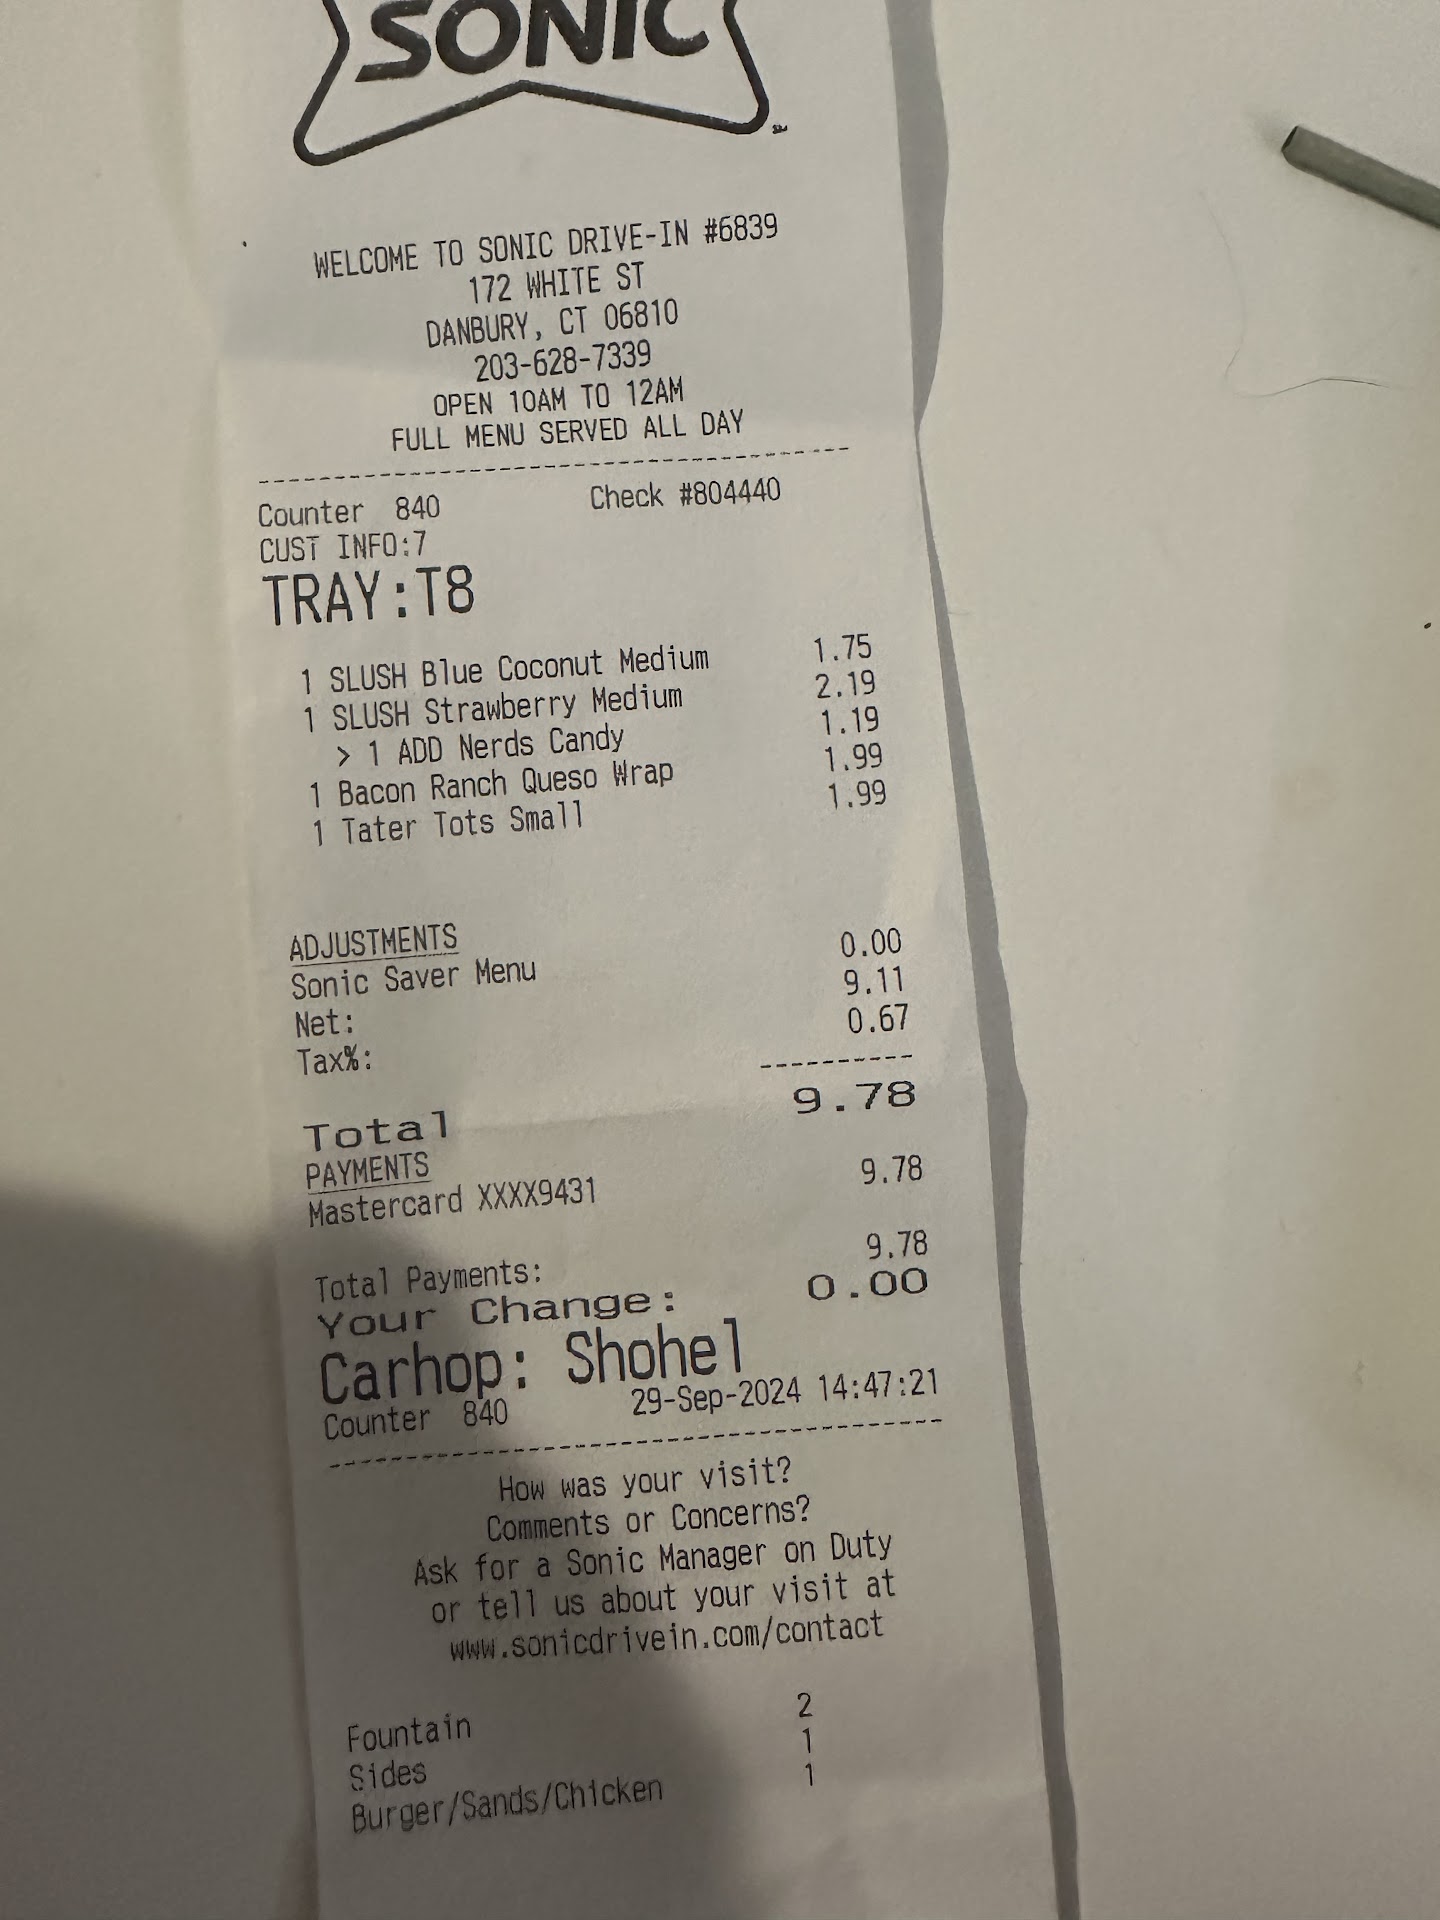 SONIC
WELCOME TO SONIC DRIVE-IN #6839
172 WHITE ST
DANBURY, CT 06810
203-628-7339
OPEN 10AM TO 12AM
FULL MENU SERVED ALL DAY
Counter 840 Check #804440
CUST INFO:7
TRAY:T8
1 SLUSH Blue Coconut Medium 1.75
1 SLUSH Strawberry Medium 2.19
> 1 ADD Nerds Candy 1.19
1 Bacon Ranch Queso Wrap 1.99
1 Tater Tots Small 1.99
ADJUSTMENTS
Sonic Saver Menu 0.00
Net: 9.11
Tax%: 0.67
Total 9.78
PAYMENTS
Mastercard XXXX9431 9.78
Total Payments: 9.78
Your Change: 0.00
Carhop: Shohel
Counter 840 29-Sep-2024 14:47:21
How was your visit?
Comments or Concerns?
Ask for a Sonic Manager on Duty
or tell us about your visit at
www.sonicdrivein.com/contact
Fountain 2
Sides 1
Burger/Sands/Chicken 1